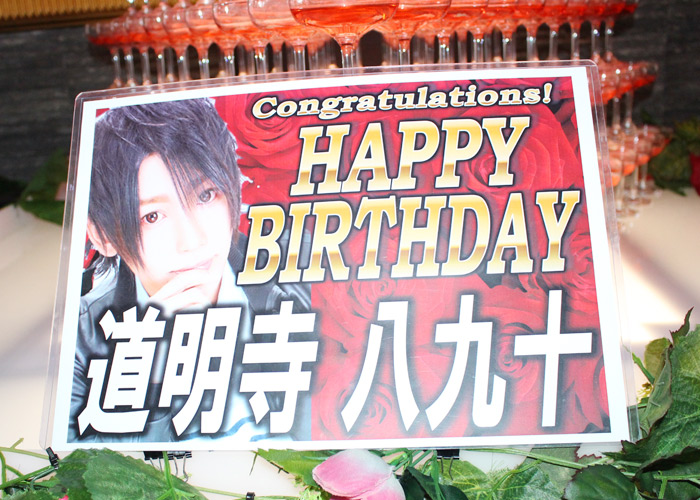 Congratulations!
HAPPY
BIRTHDAY
道明寺 八九十